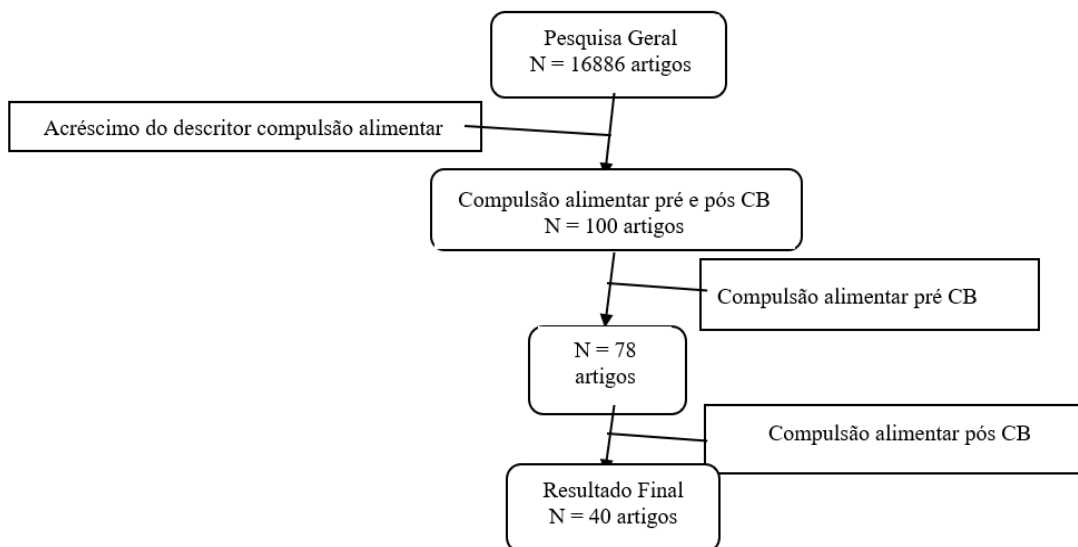 Pesquisa Geral
N = 16886 artigos
Acréscimo do descritor compulsão alimentar
Compulsão alimentar pré e pós CB
N = 100 artigos
Compulsão alimentar pré CB
N = 78
artigos
Compulsão alimentar pós CB
Resultado Final
N = 40 artigos